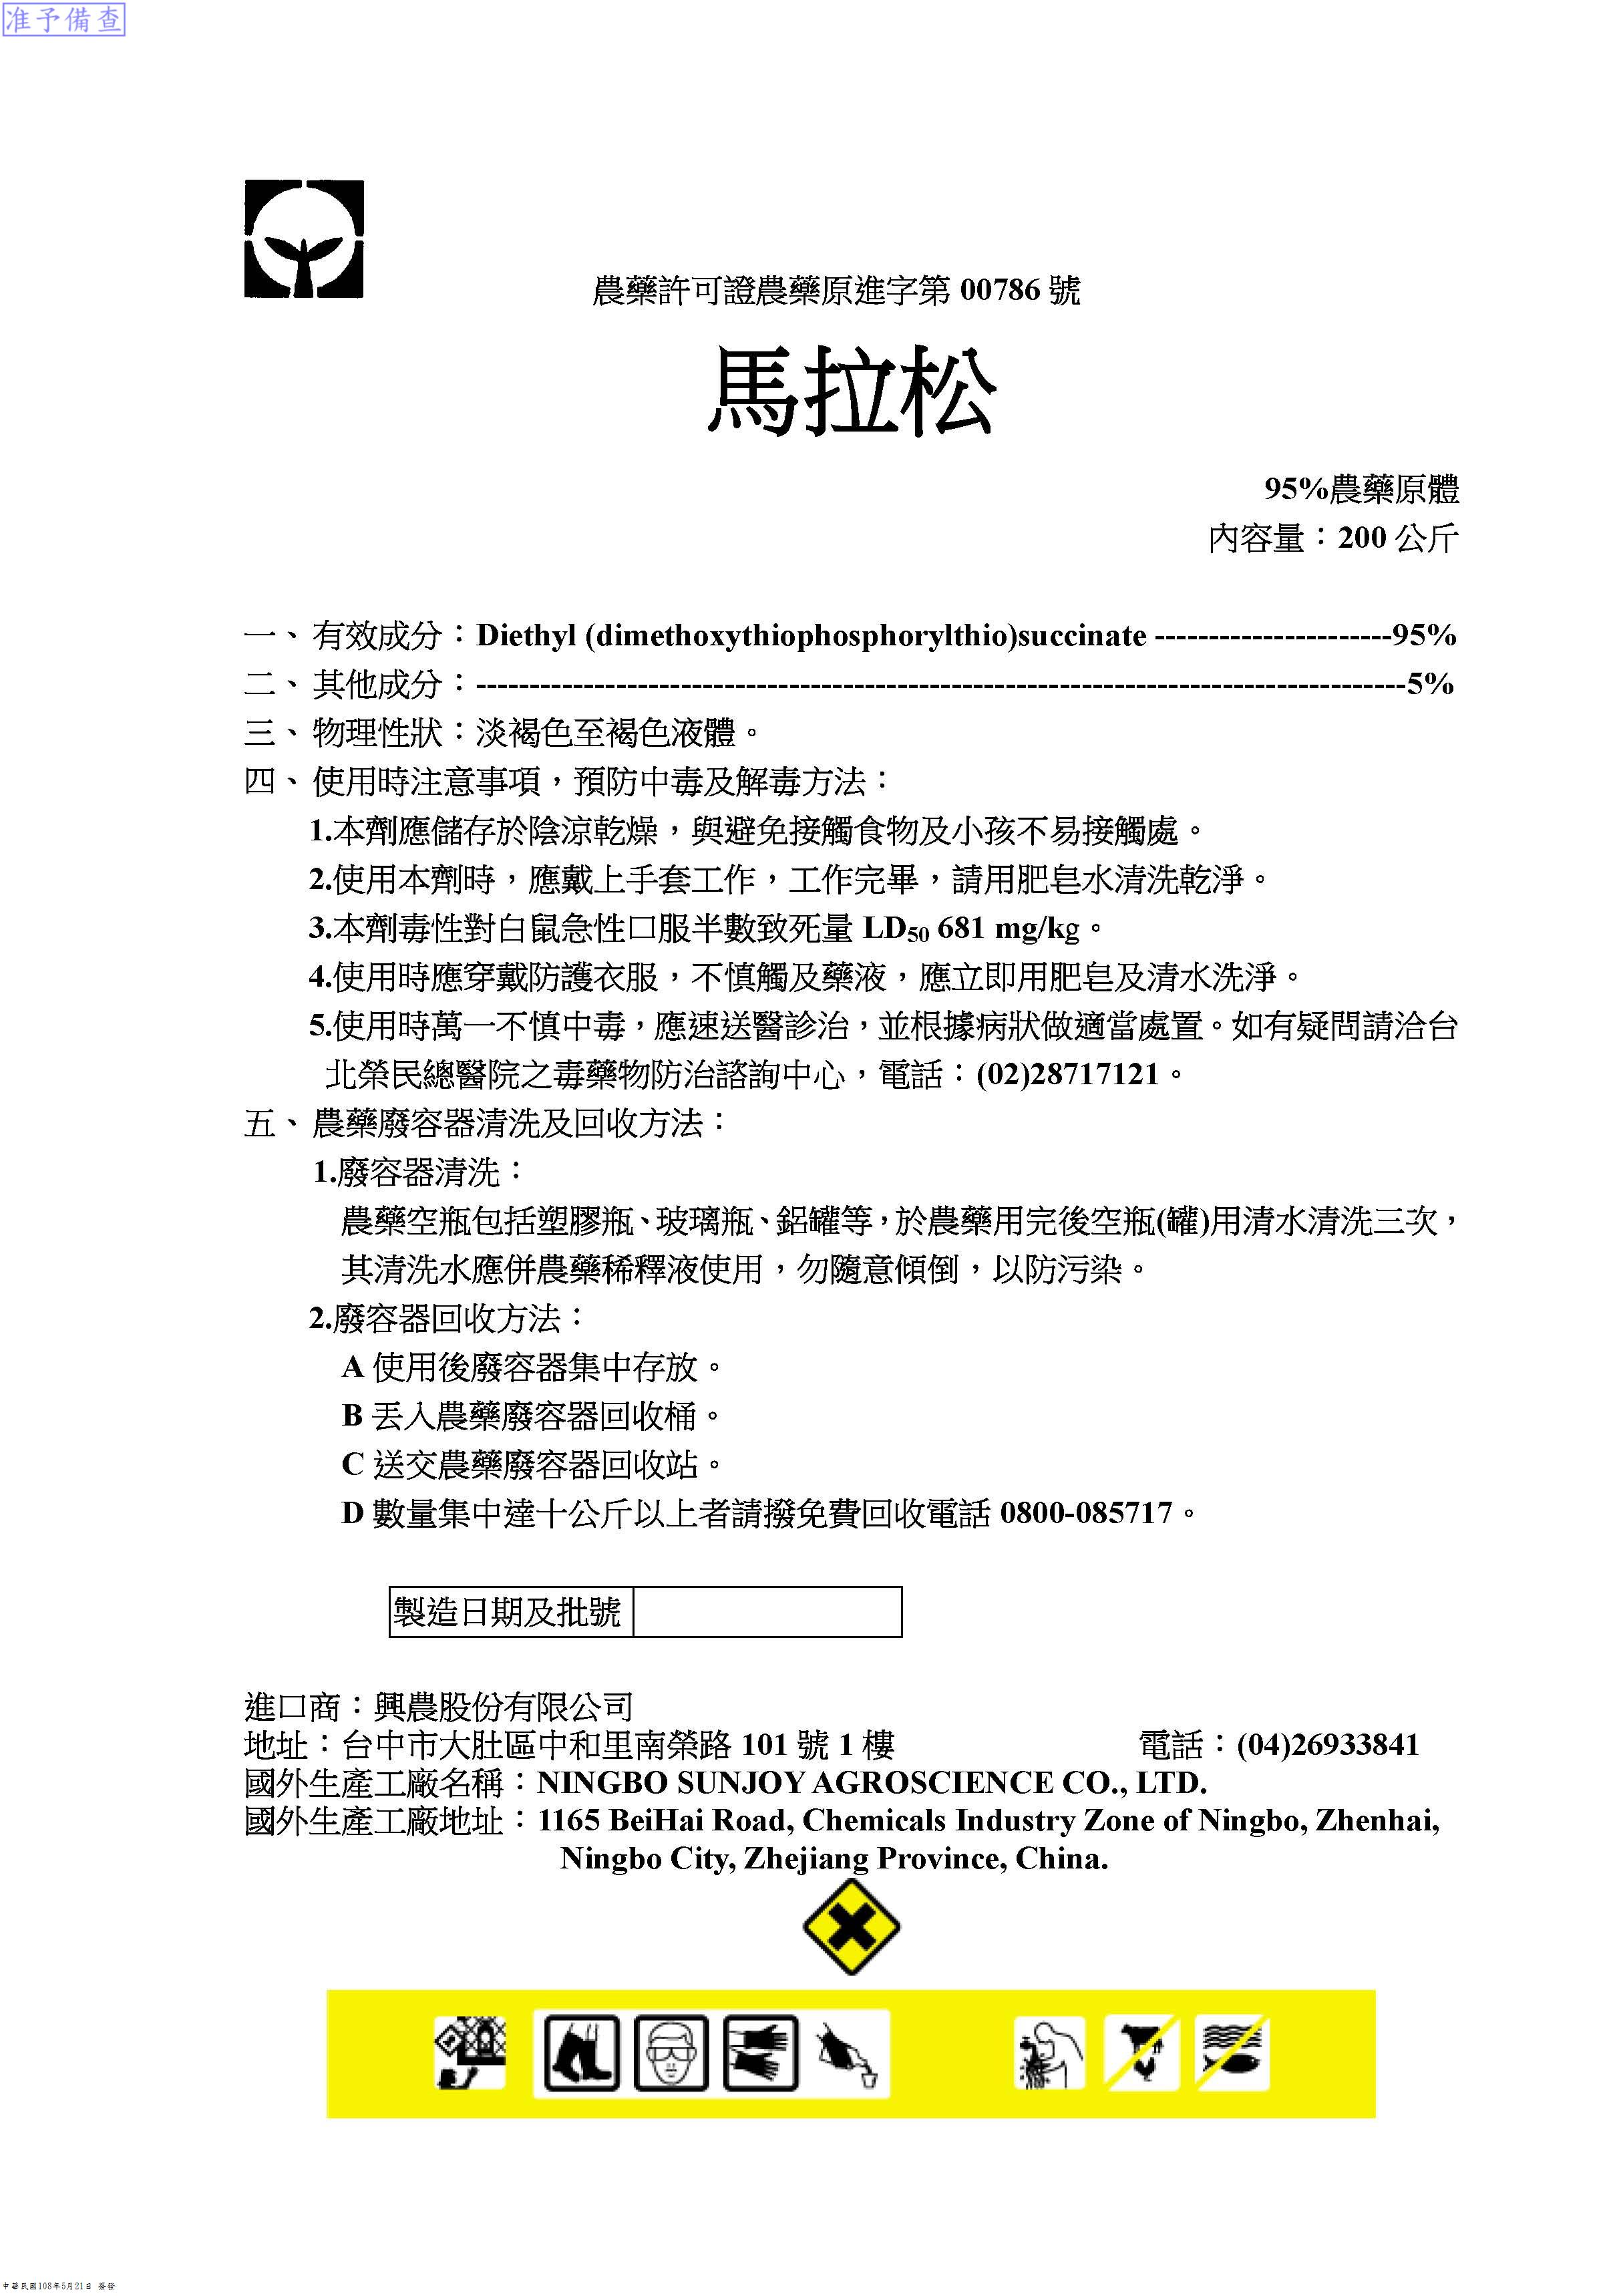 准予備查
農藥許可證農藥原進字第 00786 號
馬拉松
95%農藥原體
內容量：200 公斤
一、有效成分：Diethyl (dimethoxythiophosphorylthio)succinate ----------------------95%
二、其他成分：--------------------------------------------------------------------------------------5%
三、物理性狀：淡褐色至褐色液體。
四、使用時注意事項，預防中毒及解毒方法：
1.本劑應儲存於陰涼乾燥，與避免接觸食物及小孩不易接觸處。
2.使用本劑時，應戴上手套工作，工作完畢，請用肥皂水清洗乾淨。
3.本劑毒性對白鼠急性口服半數致死量 LD50 681 mg/kg。
4.使用時應穿戴防護衣服，不慎觸及藥液，應立即用肥皂及清水洗淨。
5.使用時萬一不慎中毒，應速送醫診治，並根據病狀做適當處置。如有疑問請洽台
北榮民總醫院之毒藥物防治諮詢中心，電話：(02)28717121。
五、農藥廢容器清洗及回收方法：
1.廢容器清洗：
農藥空瓶包括塑膠瓶、玻璃瓶、鋁罐等，於農藥用完後空瓶(罐)用清水清洗三次，
其清洗水應併農藥稀釋液使用，勿隨意傾倒，以防污染。
2.廢容器回收方法：
A 使用後廢容器集中存放。
B 丟入農藥廢容器回收桶。
C 送交農藥廢容器回收站。
D 數量集中達十公斤以上者請撥免費回收電話 0800-085717。
製造日期及批號
進口商：興農股份有限公司
地址：台中市大肚區中和里南榮路 101 號 1 樓 電話：(04)26933841
國外生產工廠名稱：NINGBO SUNJOY AGROSCIENCE CO., LTD.
國外生產工廠地址：1165 BeiHai Road, Chemicals Industry Zone of Ningbo, Zhenhai,
Ningbo City, Zhejiang Province, China.
中華民國108年5月21日 簽發